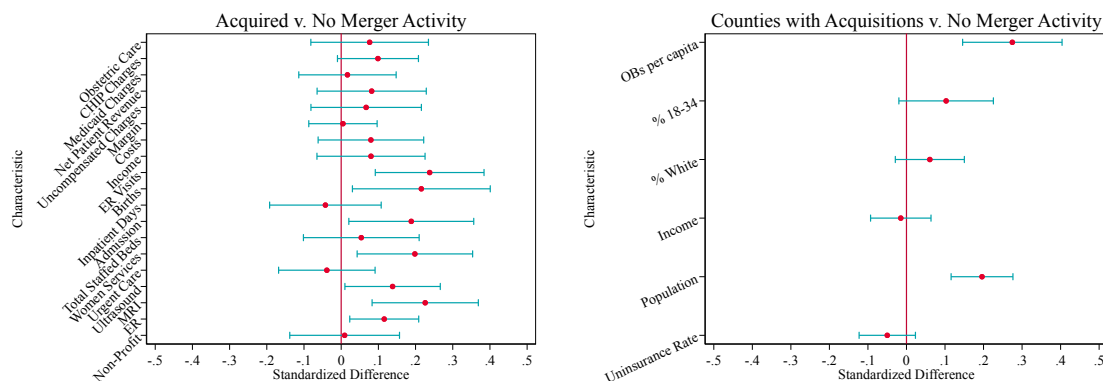 Acquired v. No Merger Activity
Characteristic
Obstetric Care
CHIP Charges
Medicaid Charges
Net Patient Revenue
Uncompensated Charges
Margin
Costs
Income
ER Visits
Births
Inpatient Days
Admission
Total Staffed Beds
Women Services
Urgent Care
Ultrasound
MRI
ER
Non-Profit
-.5 -.4 -.3 -.2 -.1 0 .1 .2 .3 .4 .5
Standardized Difference
Counties with Acquisitions v. No Merger Activity
Characteristic
OBs per capita
% 18-34
% White
Income
Population
Uninsurance Rate
-.5 -.4 -.3 -.2 -.1 0 .1 .2 .3 .4 .5
Standardized Difference